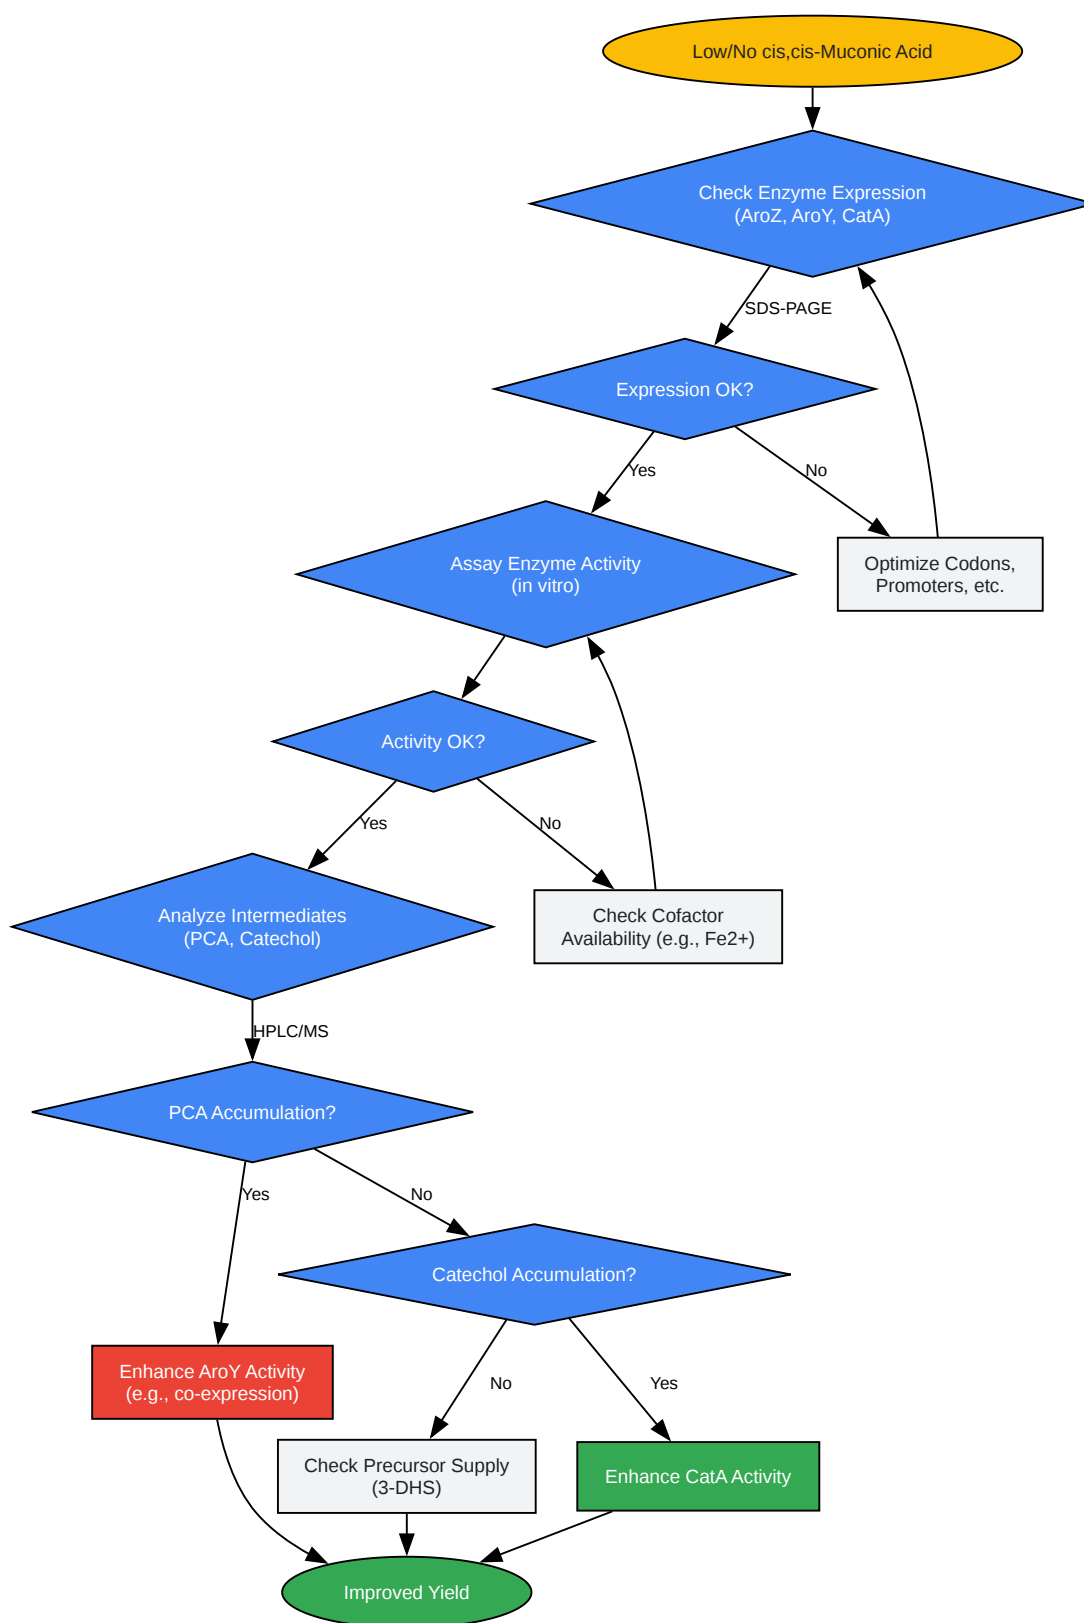 Low/No cis,cis-Muconic Acid
Check Enzyme Expression
(AroZ, AroY, CatA)
SDS-PAGE
Expression OK?
Yes
No
Assay Enzyme Activity
(in vitro)
Optimize Codons,
Promoters, etc.
Activity OK?
Yes
No
Analyze Intermediates
(PCA, Catechol)
Check Cofactor
Availability (e.g., Fe2+)
HPLC/MS
PCA Accumulation?
Yes
No
Catechol Accumulation?
Enhance AroY Activity
(e.g., co-expression)
No
Yes
Check Precursor Supply
(3-DHS)
Enhance CatA Activity
Improved Yield